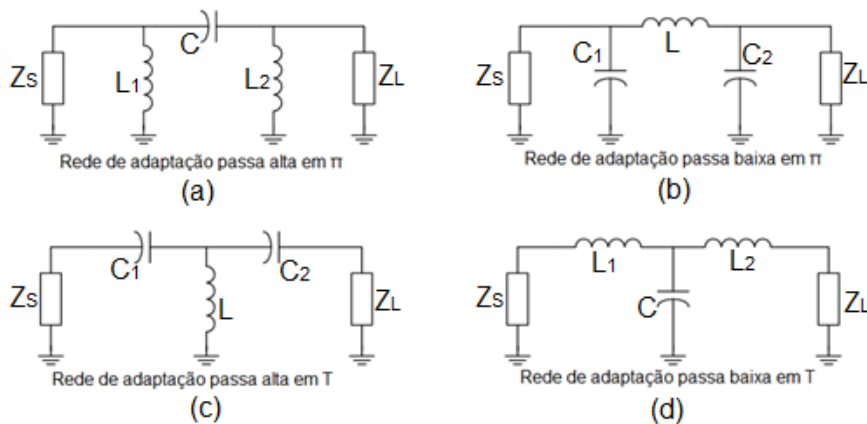 C
ZS
L1
L2
ZL
Rede de adaptação passa alta em π
(a)
L
ZS
C1
C2
ZL
Rede de adaptação passa baixa em π
(b)
C1
C2
ZS
L
ZL
Rede de adaptação passa alta em T
(c)
L1
L2
ZS
C
ZL
Rede de adaptação passa baixa em T
(d)